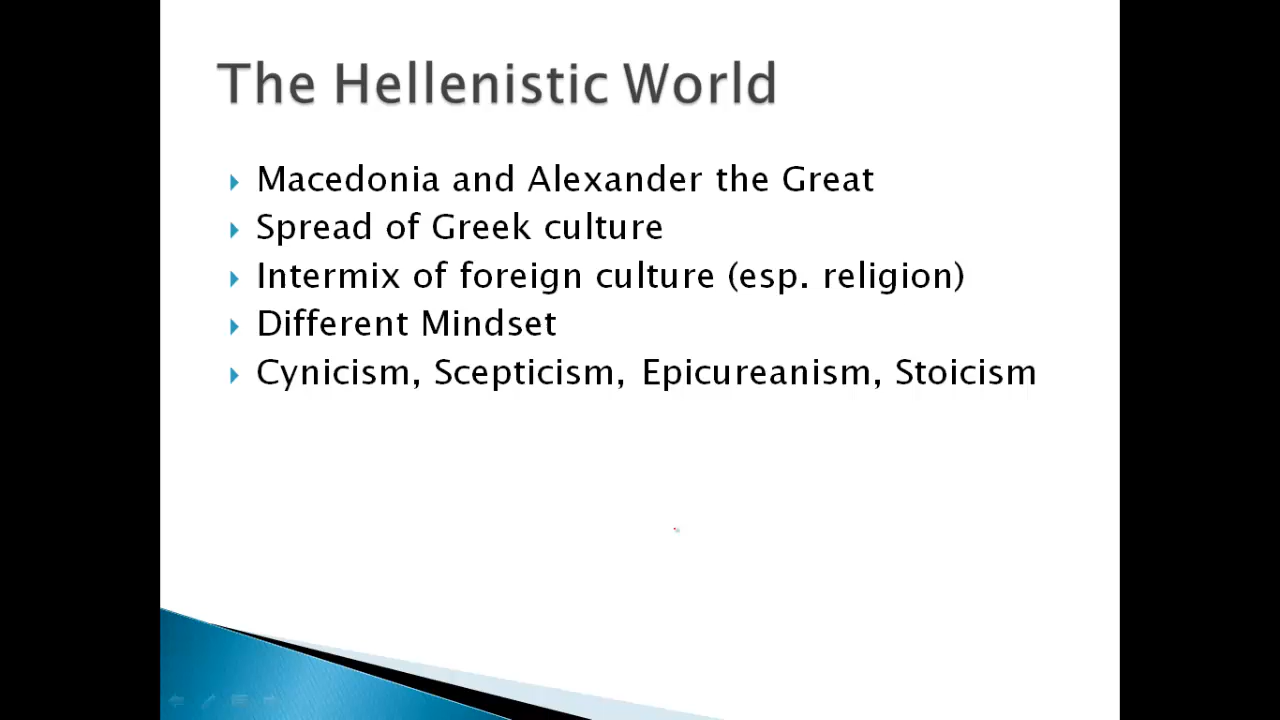 The Hellenistic World
Macedonia and Alexander the Great
Spread of Greek culture
Intermix of foreign culture (esp. religion)
Different Mindset
Cynicism, Scepticism, Epicureanism, Stoicism